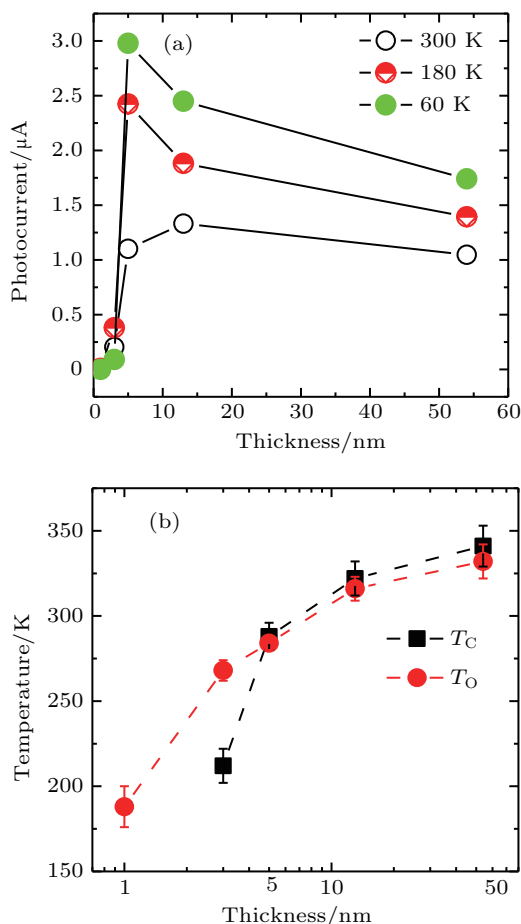 (a)
300 K
180 K
60 K
3.0
2.5
2.0
1.5
1.0
0.5
0
Photocurrent/μA
0 10 20 30 40 50 60
Thickness/nm
(b)
T_C
T_O
350
300
250
200
150
Temperature/K
1 5 10 50
Thickness/nm